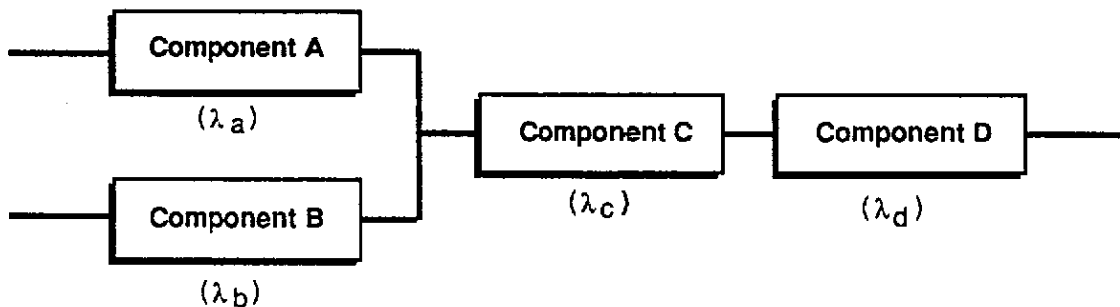 Component A
(λa)
Component B
(λb)
Component C
(λc)
Component D
(λd)